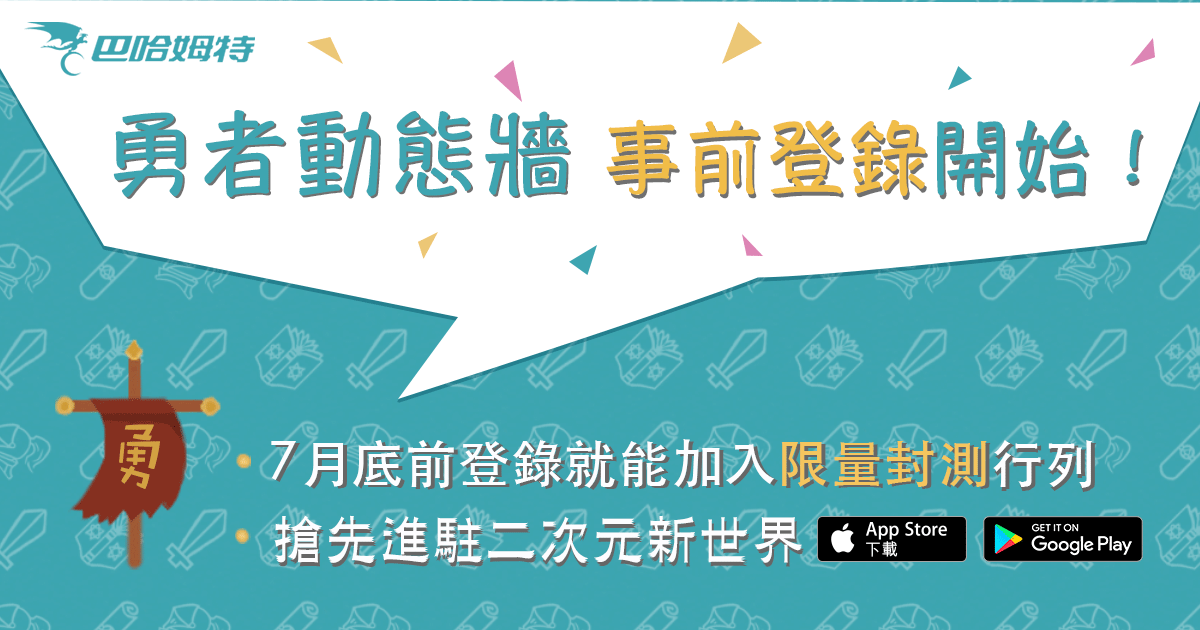 巴哈姆特
勇者動態牆 事前登錄開始！
勇
7月底前登錄就能加入限量封測行列
搶先進駐二次元新世界
App Store
下載
GET IT ON
Google Play